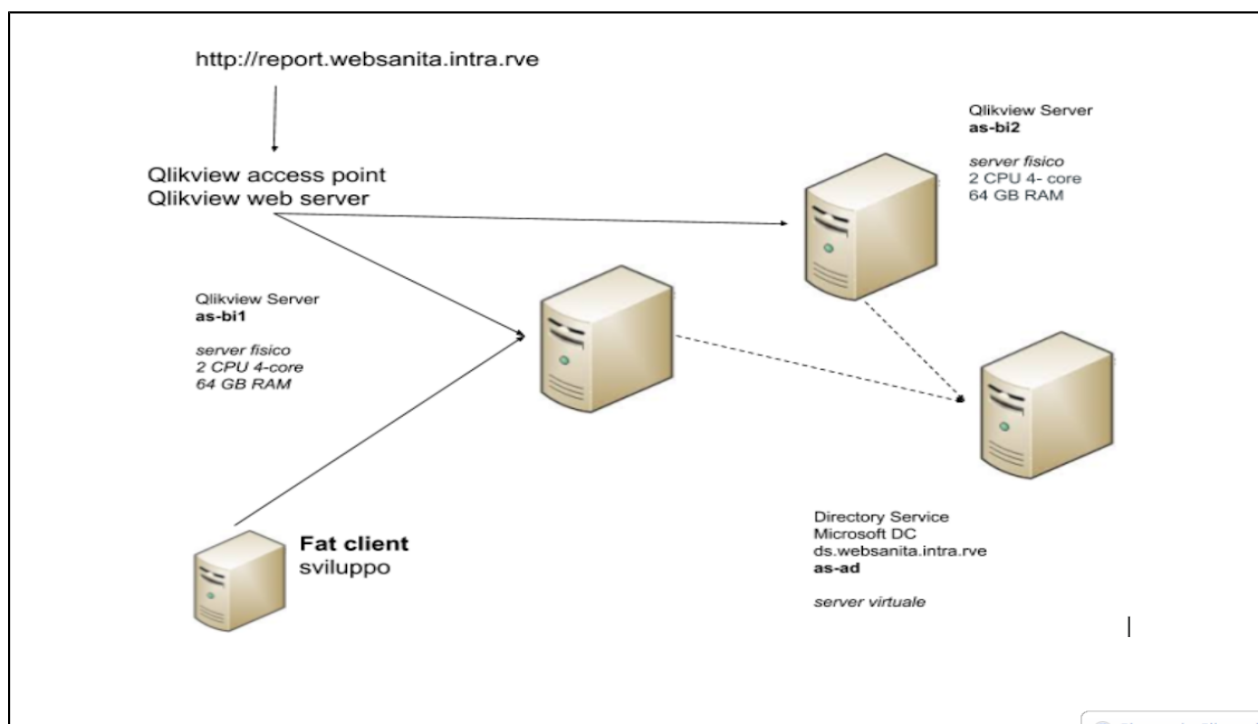 http://report.websanita.intra.rve
Qlikview access point
Qlikview web server
Qlikview Server
as-bi2
server fisico
2 CPU 4- core
64 GB RAM
Qlikview Server
as-bi1
server fisico
2 CPU 4-core
64 GB RAM
Fat client
sviluppo
Directory Service
Microsoft DC
ds.websanita.intra.rve
as-ad
server virtuale